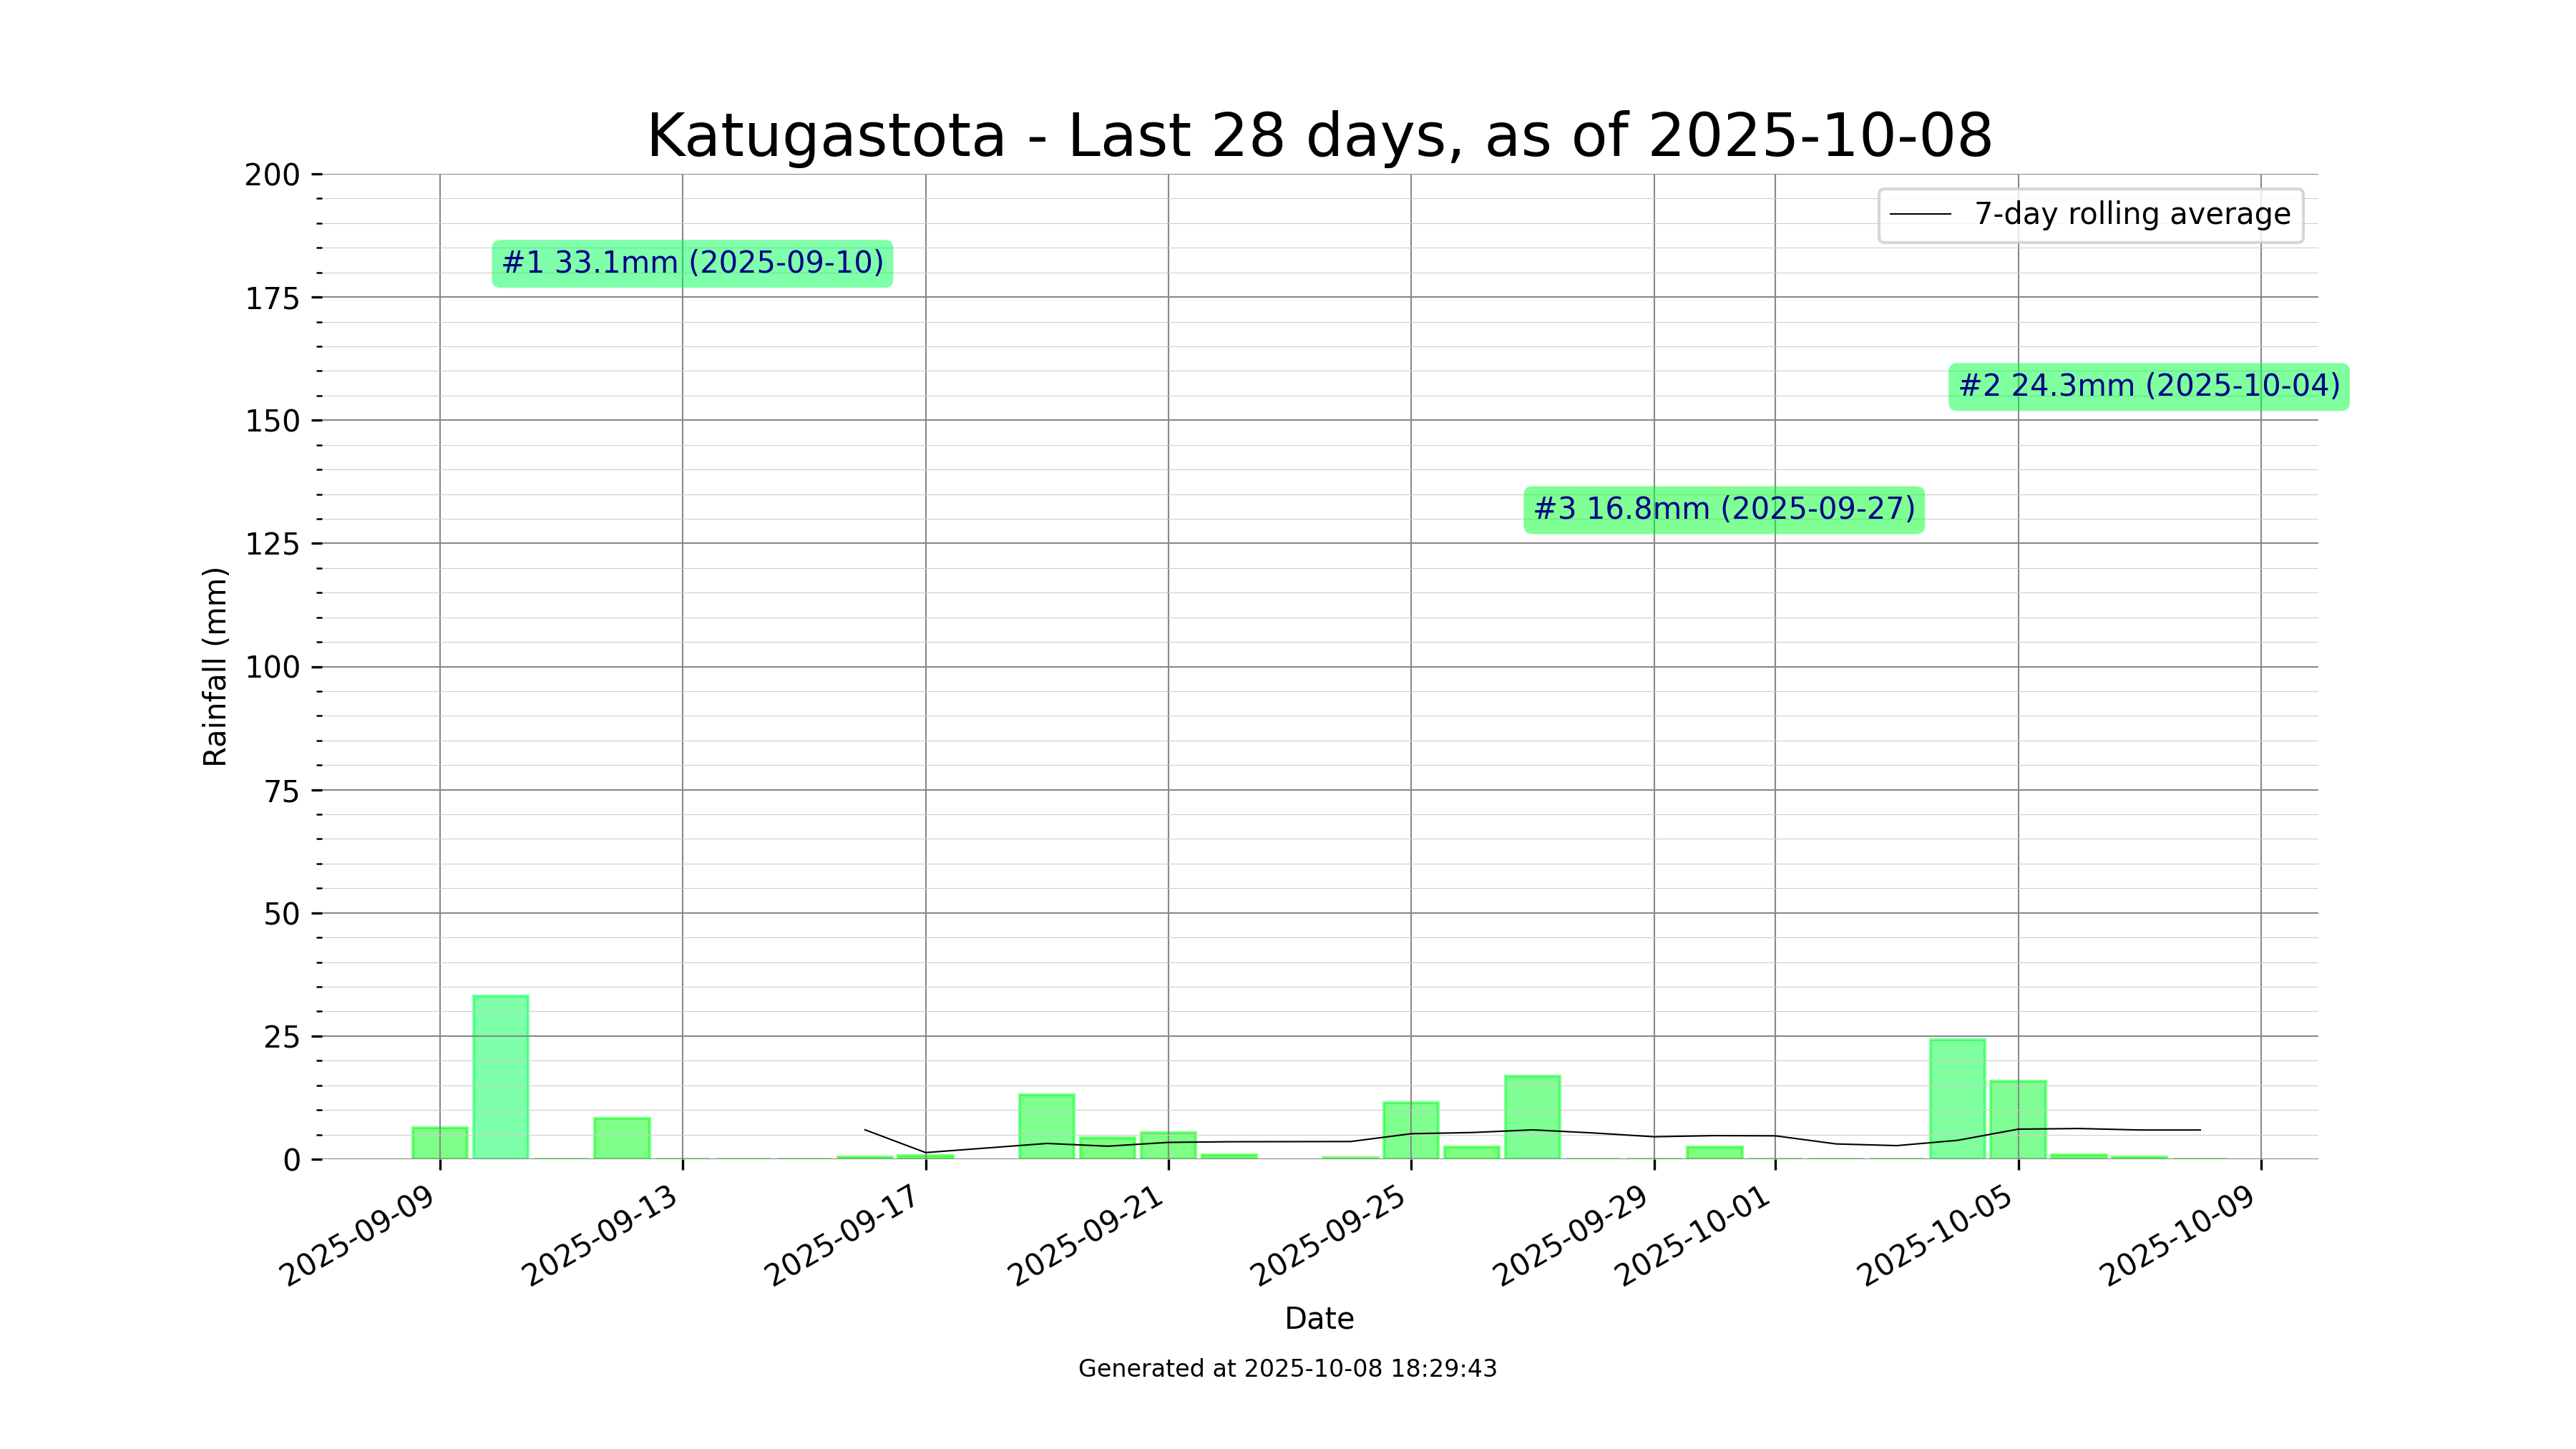 Katugastota - Last 28 days, as of 2025-10-08
7-day rolling average
#1 33.1mm (2025-09-10)
#2 24.3mm (2025-10-04)
#3 16.8mm (2025-09-27)
Rainfall (mm)
200
175
150
125
100
75
50
25
0
2025-09-09
2025-09-13
2025-09-17
2025-09-21
2025-09-25
2025-09-29
2025-10-01
2025-10-05
2025-10-09
Date
Generated at 2025-10-08 18:29:43